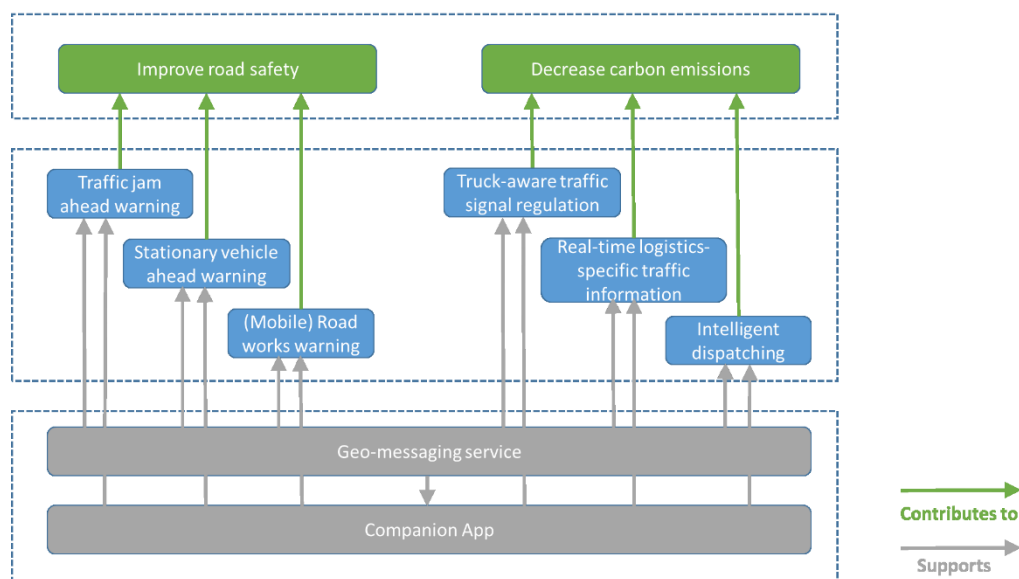 Improve road safety
Decrease carbon emissions
Traffic jam
ahead warning
Truck-aware traffic
signal regulation
Stationary vehicle
ahead warning
Real-time logistics-
specific traffic
information
(Mobile) Road
works warning
Intelligent
dispatching
Geo-messaging service
Companion App
Contributes to
Supports